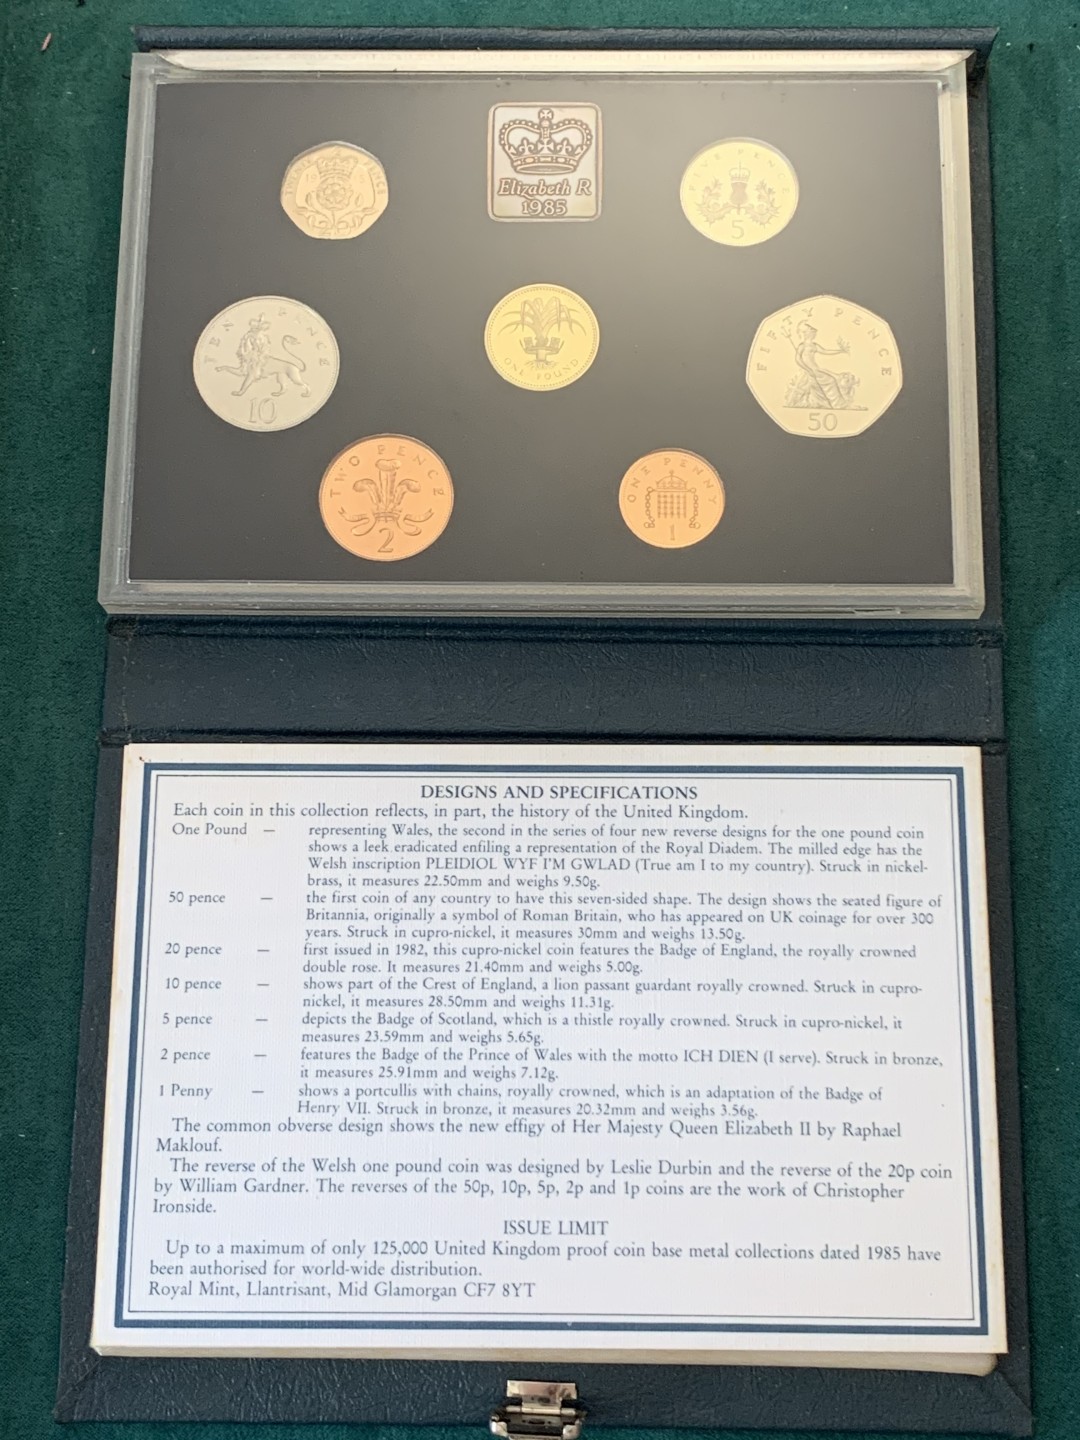 TWENTY PENCE
Elizabeth R
1985
FIVE PENCE
5
TEN PENCE
10
ONE POUND
FIFTY PENCE
50
TWO PENCE
2
ONE PENNY
1
DESIGNS AND SPECIFICATIONS
Each coin in this collection reflects, in part, the history of the United Kingdom.
One Pound — representing Wales, the second in the series of four new reverse designs for the one pound coin
shows a leek eradicated enfiling a representation of the Royal Diadem. The milled edge has the
Welsh inscription PLEIDIOL WYF I'M GWLAD (True am I to my country). Struck in nickel-
brass, it measures 22.50mm and weighs 9.50g.
50 pence — the first coin of any country to have this seven-sided shape. The design shows the seated figure of
Britannia, originally a symbol of Roman Britain, who has appeared on UK coinage for over 300
years. Struck in cupro-nickel, it measures 30mm and weighs 13.50g.
20 pence — first issued in 1982, this cupro-nickel coin features the Badge of England, the royally crowned
double rose. It measures 21.40mm and weighs 5.00g.
10 pence — shows part of the Crest of England, a lion passant guardant royally crowned. Struck in cupro-
nickel, it measures 28.50mm and weighs 11.31g.
5 pence — depicts the Badge of Scotland, which is a thistle royally crowned. Struck in cupro-nickel, it
measures 23.59mm and weighs 5.65g.
2 pence — features the Badge of the Prince of Wales with the motto ICH DIEN (I serve). Struck in bronze,
it measures 25.91mm and weighs 7.12g.
1 Penny — shows a portcullis with chains, royally crowned, which is an adaptation of the Badge of
Henry VII. Struck in bronze, it measures 20.32mm and weighs 3.56g.
The common obverse design shows the new effigy of Her Majesty Queen Elizabeth II by Raphael
Maklouf.
The reverse of the Welsh one pound coin was designed by Leslie Durbin and the reverse of the 20p coin
by William Gardner. The reverses of the 50p, 10p, 5p, 2p and 1p coins are the work of Christopher
Ironside.
ISSUE LIMIT
Up to a maximum of only 125,000 United Kingdom proof coin base metal collections dated 1985 have
been authorised for world-wide distribution.
Royal Mint, Llantrisant, Mid Glamorgan CF7 8YT